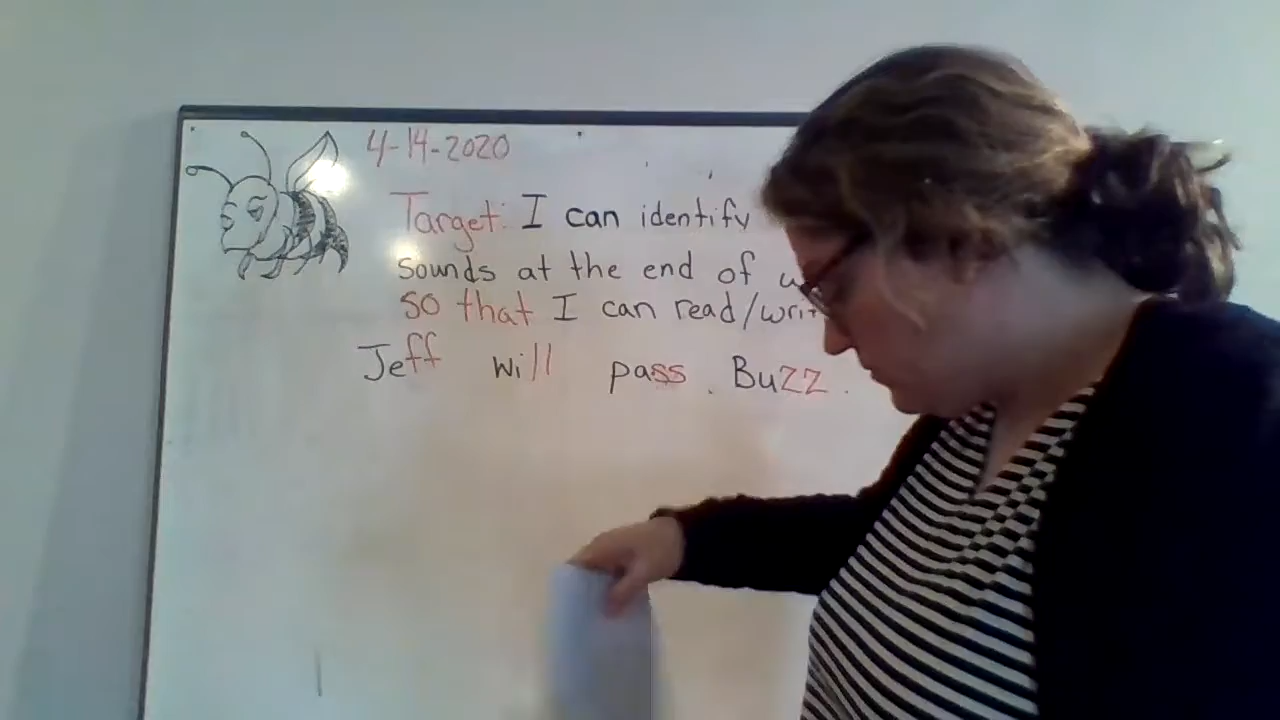 4-14-2020
Target: I can identify
sounds at the end of
so that I can read/
Jeff will pass. Buzz.